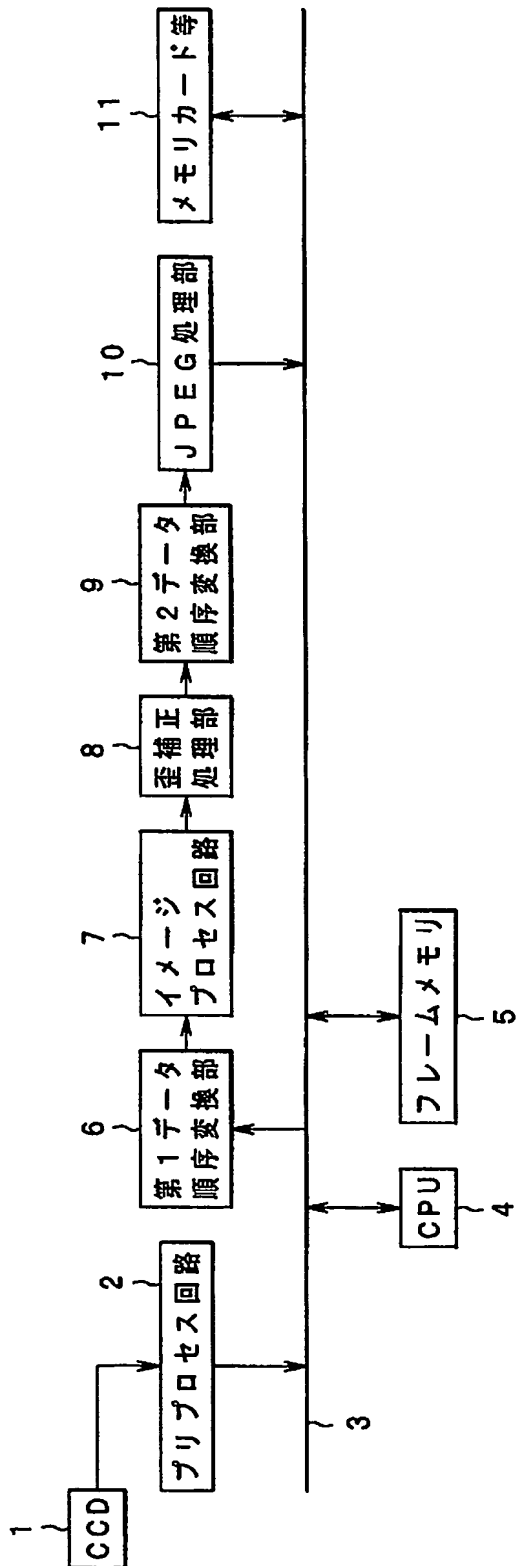 1
CCD
2
プリプロセス回路
3
CPU
4
フレームメモリ
5
6
第1データ
順序変換部
7
イメージ
プロセス回路
8
歪補正
処理部
9
第2データ
順序変換部
10
JPEG処理部
11
メモリカード等